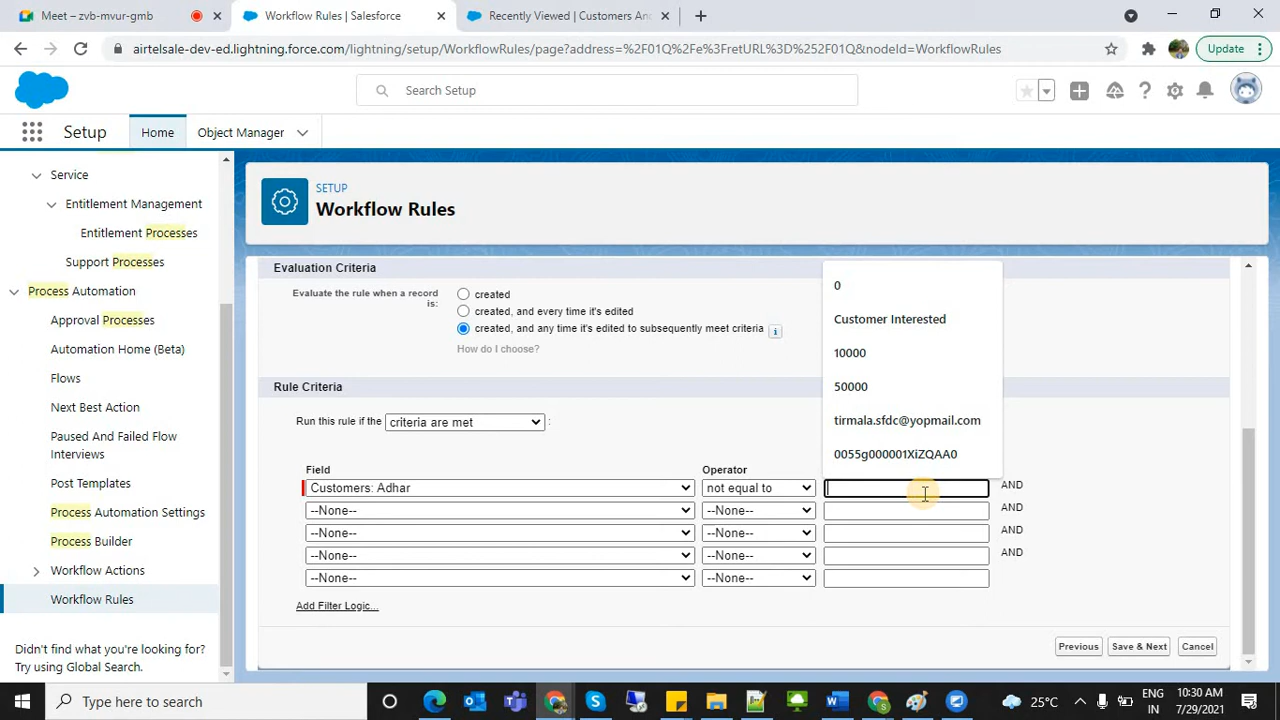 Meet – zvb-mvur-gmb
Workflow Rules | Salesforce
Recently Viewed | Customers And
airtelsale-dev-ed.lightning.force.com/lightning/setup/WorkflowRules/page?address=%2F01Q%2Fe%3FretURL%3D%252F01Q&nodeId=WorkflowRules
Update
Search Setup
Setup
Home
Object Manager
Service
Entitlement Management
Entitlement Processes
Support Processes
Process Automation
Approval Processes
Automation Home (Beta)
Flows
Next Best Action
Paused And Failed Flow
Interviews
Post Templates
Process Automation Settings
Process Builder
Workflow Actions
Workflow Rules
Didn't find what you're looking for?
Try using Global Search.
SETUP
Workflow Rules
Evaluation Criteria
Evaluate the rule when a record
is:
created
created, and every time it's edited
created, and any time it's edited to subsequently meet criteria
How do I choose?
Rule Criteria
Run this rule if the criteria are met :
Field
Operator
Customers: Adhar not equal to AND
--None-- --None-- AND
--None-- --None-- AND
--None-- --None-- AND
--None-- --None--
0
Customer Interested
10000
50000
tirmala.sfdc@yopmail.com
0055g000001XiZQAA0
Add Filter Logic...
Previous
Save & Next
Cancel
Type here to search
25°C
ENG
IN
10:30 AM
7/29/2021